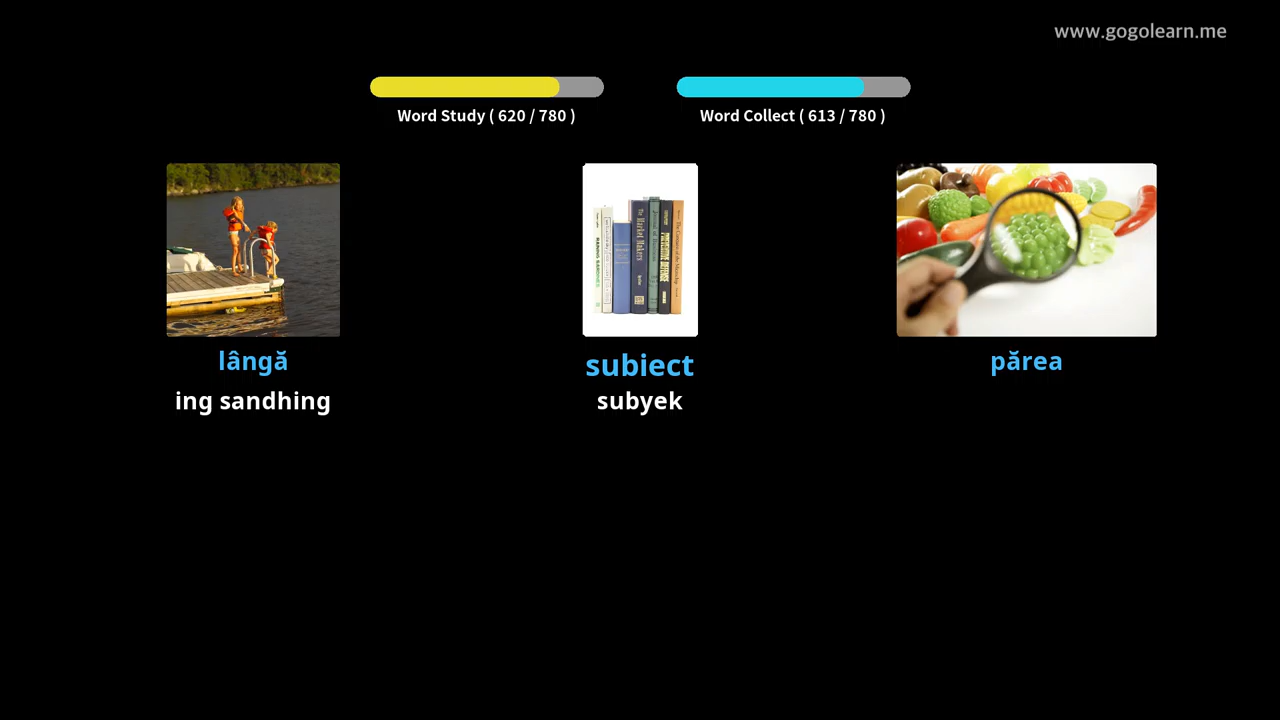 www.gogolearn.me
Word Study ( 620 / 780 )
Word Collect ( 613 / 780 )
lângă
subiect
părea
ing sandhing
subyek